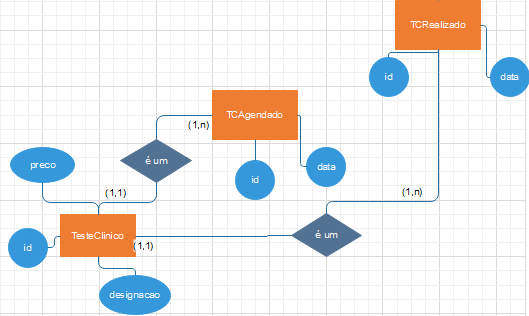 TCRealizado
id
data
TCAgendado
(1,n)
é um
data
preco
id
(1,1)
(1,n)
TesteClinico
é um
id
(1,1)
designacao